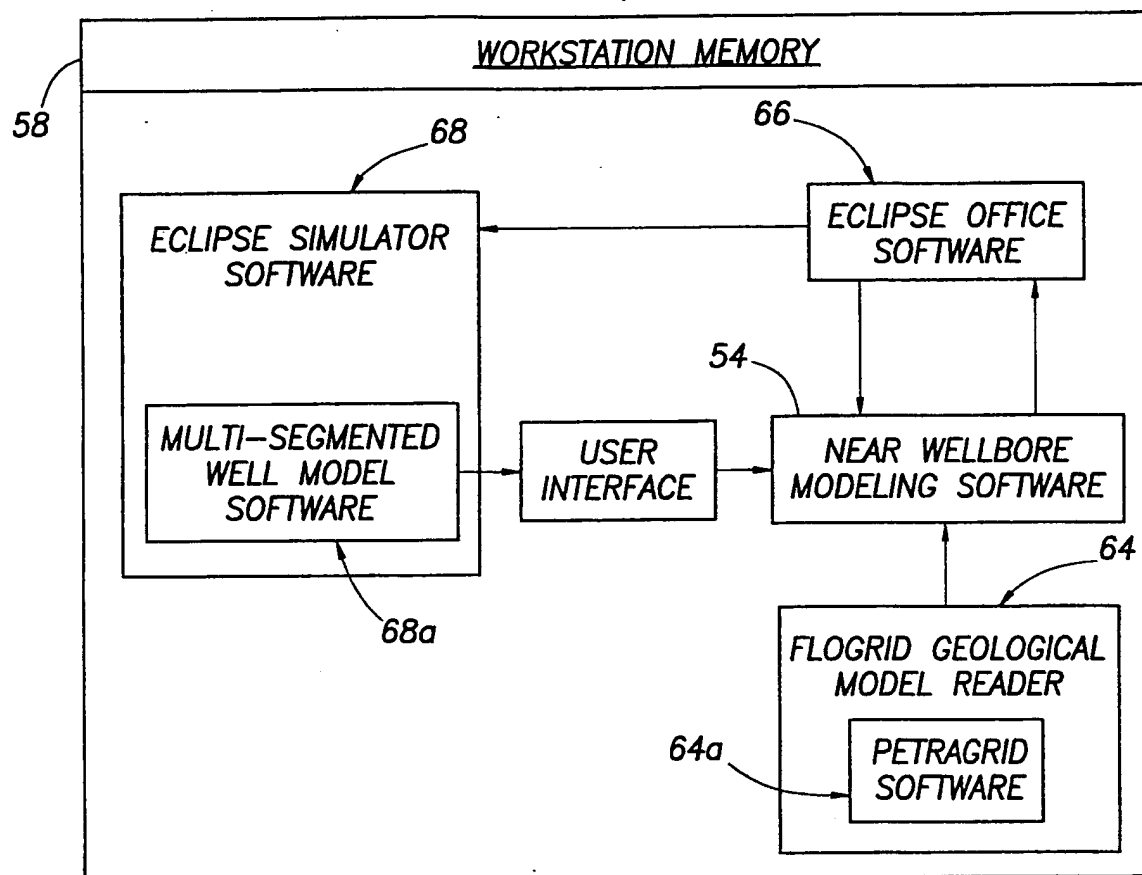 WORKSTATION MEMORY
58
68
66
ECLIPSE SIMULATOR
SOFTWARE
ECLIPSE OFFICE
SOFTWARE
54
MULTI-SEGMENTED
WELL MODEL
SOFTWARE
USER
INTERFACE
NEAR WELLBORE
MODELING SOFTWARE
68a
64
FLOGRID GEOLOGICAL
MODEL READER
64a
PETRAGRID
SOFTWARE